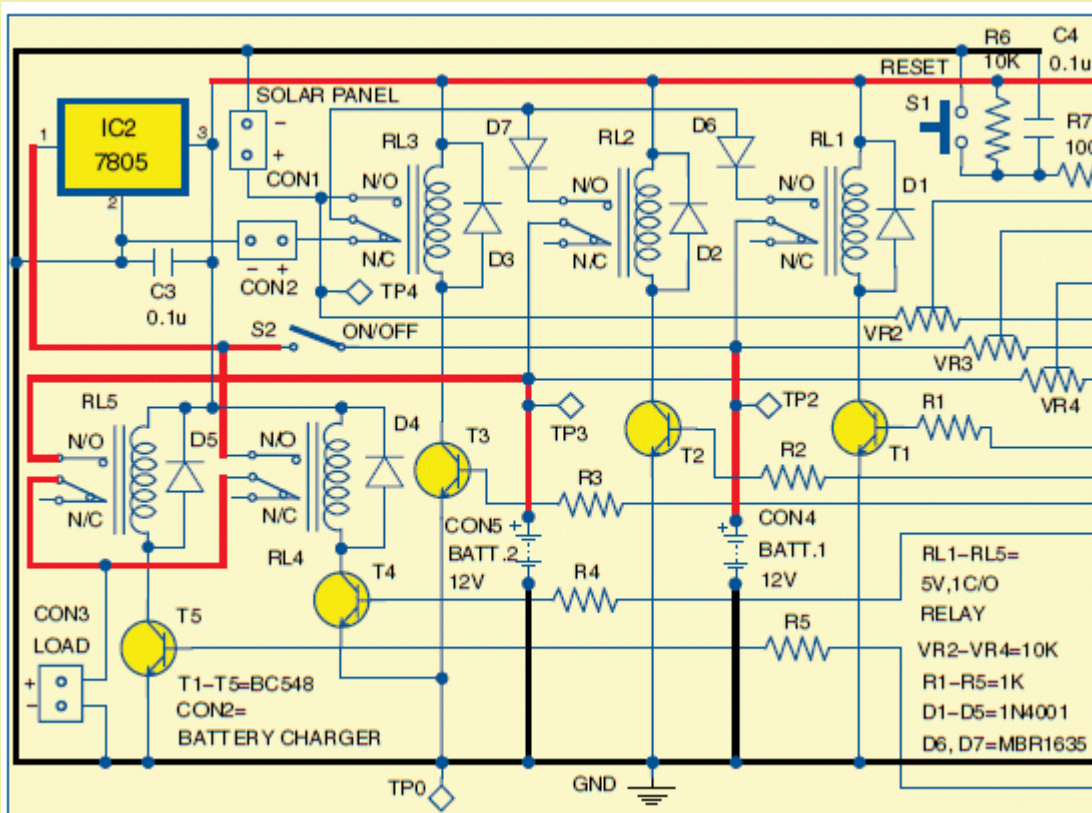 R6
10K
C4
0.1u
RESET
S1
R7
SOLAR PANEL
IC2
7805
1
3
2
−
+
CON1
RL3
D7
RL2
D6
RL1
D1
N/O
N/C
N/O
N/C
N/O
N/C
D3
D2
− +
CON2
TP4
C3
0.1u
S2
ON/OFF
VR2
VR3
VR4
RL5
D5
D4
N/O
N/C
N/O
N/C
RL4
T3
TP3
T2
TP2
T1
R1
R2
R3
CON5
+
BATT.2
12V
CON4
+
BATT.1
12V
T4
R4
T5
R5
CON3
LOAD
+
−
T1−T5=BC548
CON2=
BATTERY CHARGER
RL1−RL5=
5V,1C/O
RELAY
VR2−VR4=10K
R1−R5=1K
D1−D5=1N4001
D6, D7=MBR1635
TP0
GND